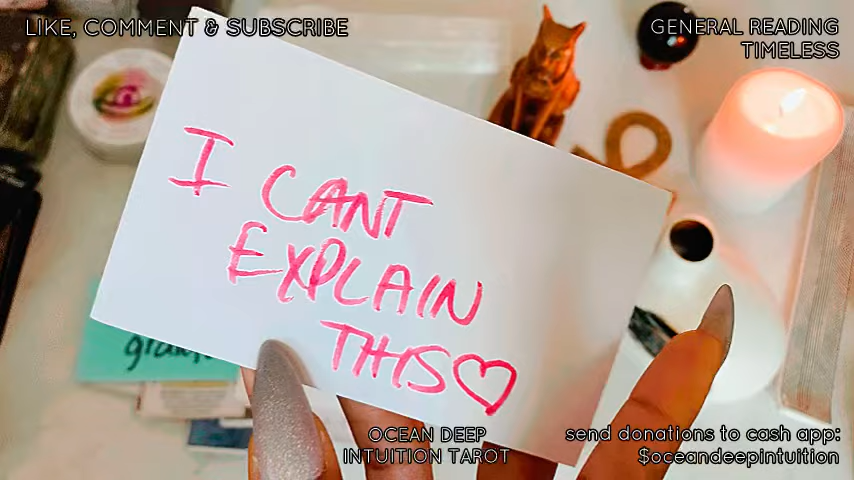 LIKE, COMMENT & SUBSCRIBE
GENERAL READING
TIMELESS
I CANT
EXPLAIN
THIS♡
OCEAN DEEP
INTUITION TAROT
send donations to cash app:
$oceandeepintuition